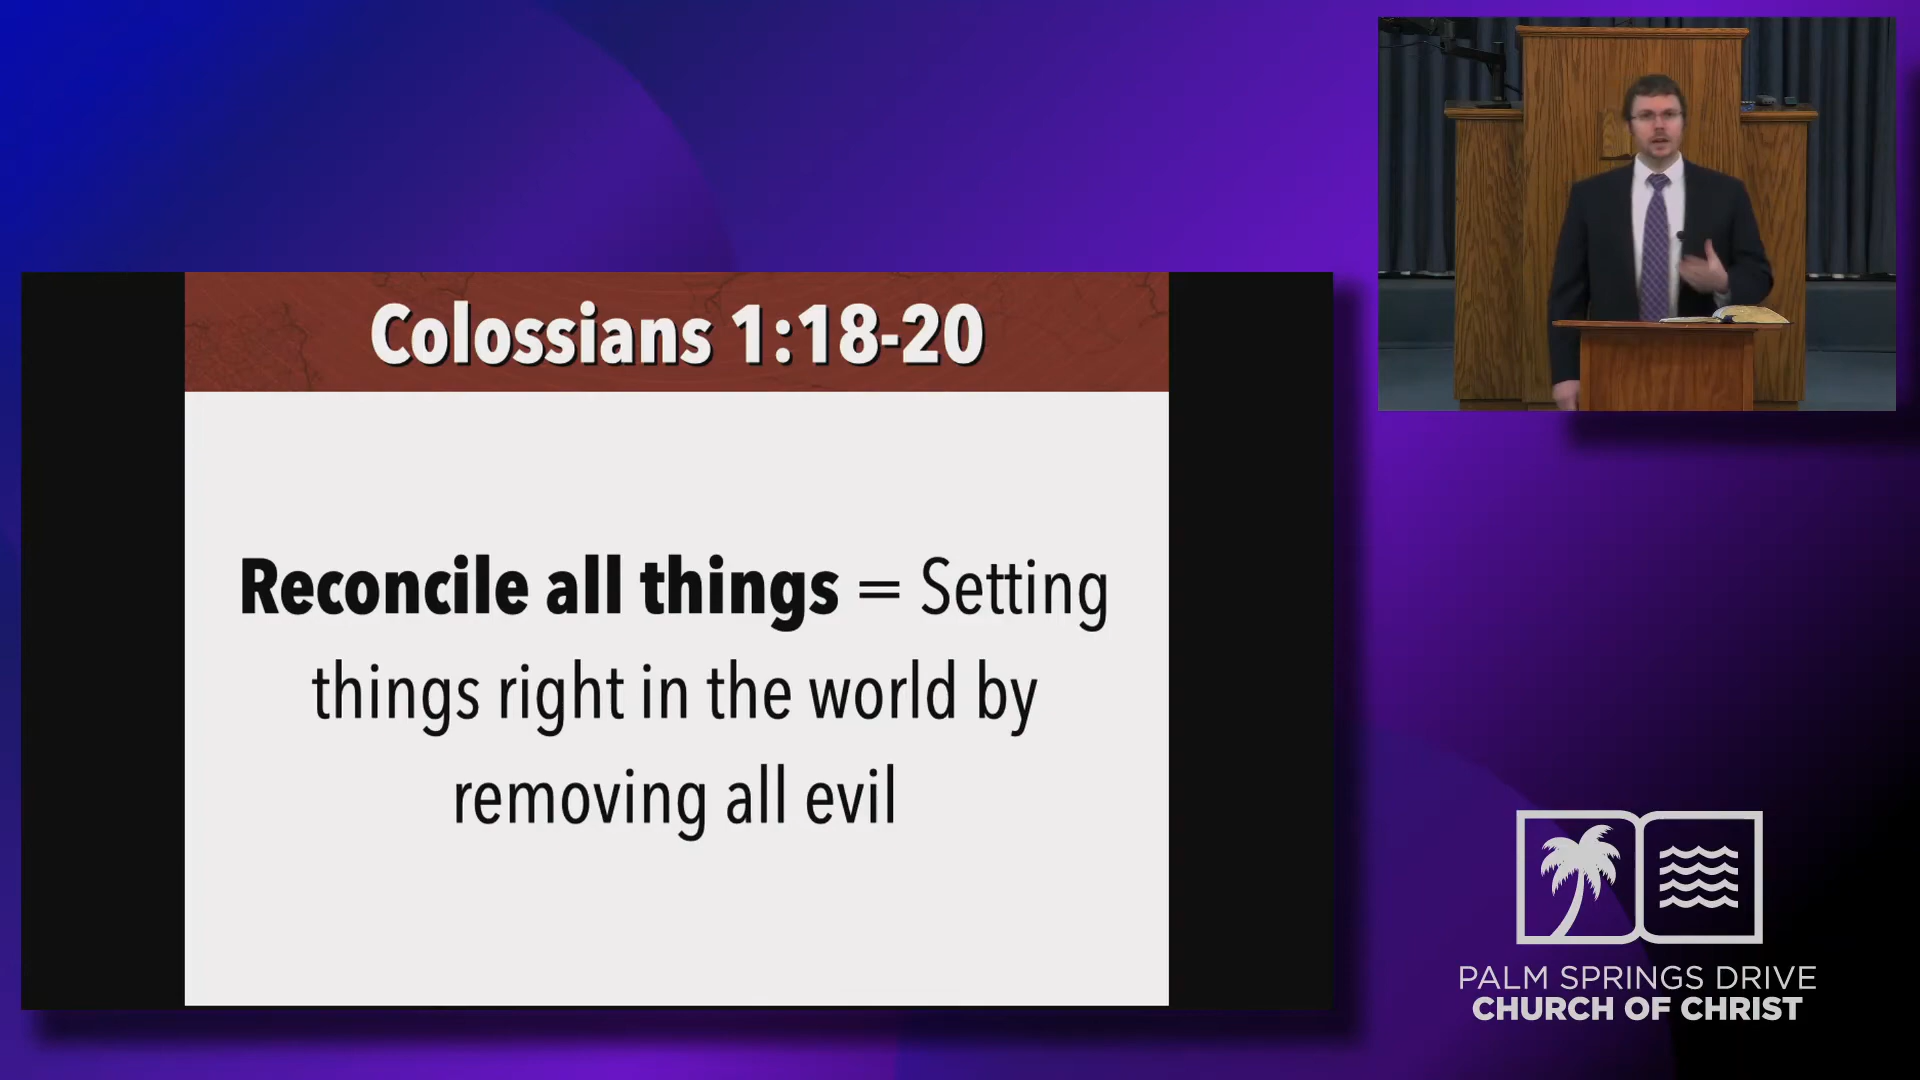 Colossians 1:18-20
Reconcile all things = Setting
things right in the world by
removing all evil
PALM SPRINGS DRIVE
CHURCH OF CHRIST